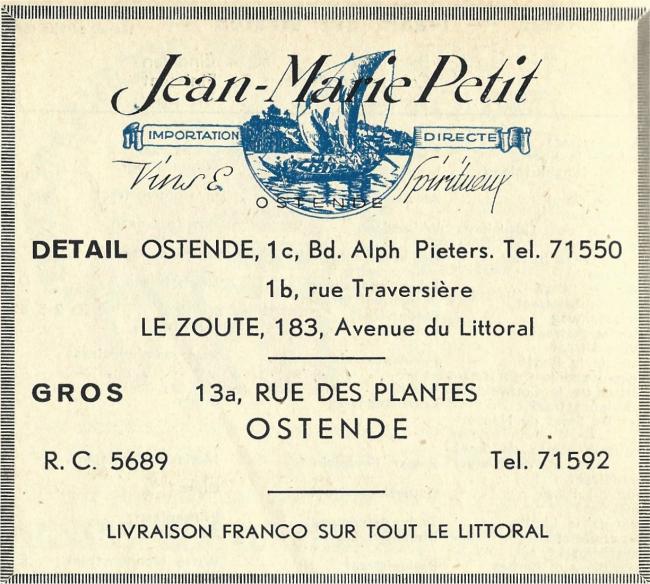 Jean-Marie Petit
IMPORTATION DIRECTE
Vins & Spiritueux
OSTENDE
DETAIL OSTENDE, 1c, Bd. Alph Pieters. Tel. 71550
1b, rue Traversière
LE ZOUTE, 183, Avenue du Littoral
GROS 13a, RUE DES PLANTES
OSTENDE
R. C. 5689 Tel. 71592
LIVRAISON FRANCO SUR TOUT LE LITTORAL